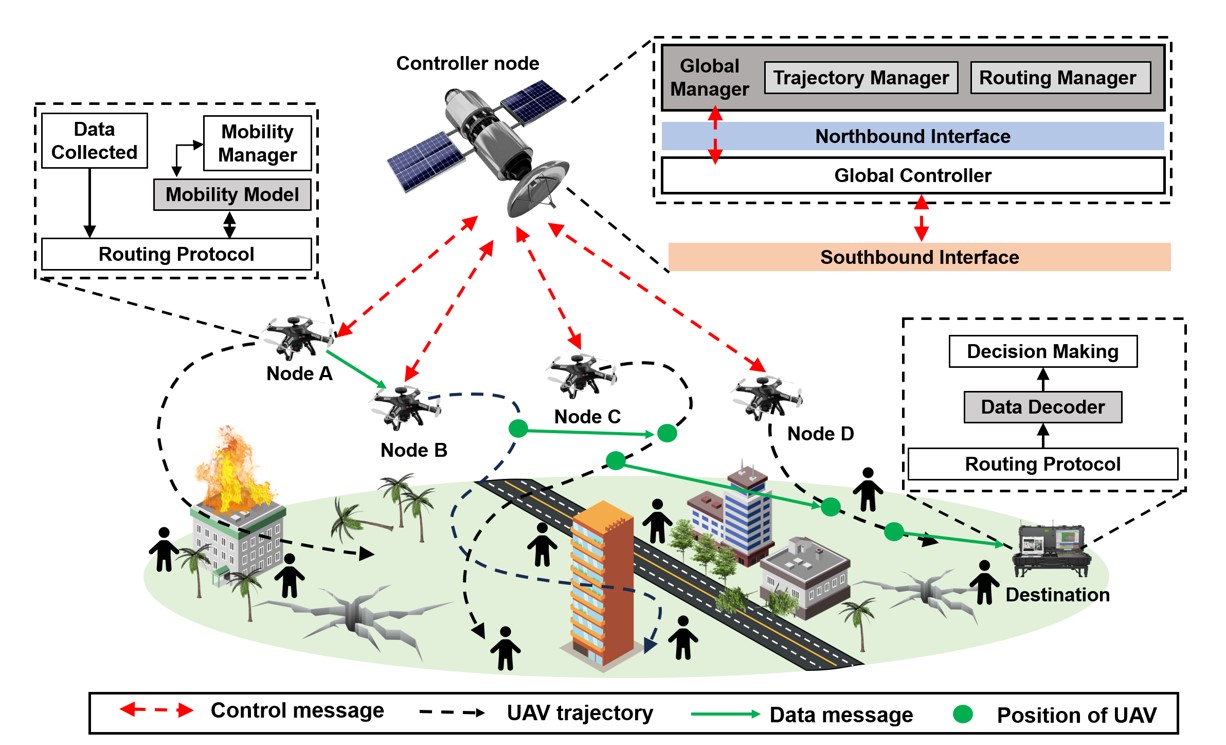 Controller node
Global
Manager
Trajectory Manager
Routing Manager
Northbound Interface
Global Controller
Southbound Interface
Data
Collected
Mobility
Manager
Mobility Model
Routing Protocol
Node A
Node B
Node C
Node D
Decision Making
Data Decoder
Routing Protocol
Destination
Control message
UAV trajectory
Data message
Position of UAV